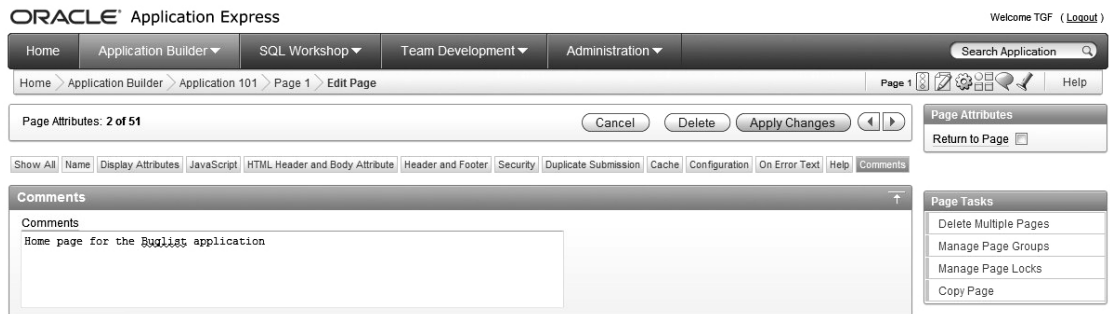 ORACLE Application Express Welcome TGF ( Logout )
Home Application Builder SQL Workshop Team Development Administration Search Application
Home Application Builder Application 101 Page 1 Edit Page Page 1 Help
Page Attributes: 2 of 51 Cancel Delete Apply Changes
Page Attributes
Return to Page
Show All Name Display Attributes JavaScript HTML Header and Body Attribute Header and Footer Security Duplicate Submission Cache Configuration On Error Text Help Comments
Comments
Comments
Home page for the Buglist application
Page Tasks
Delete Multiple Pages
Manage Page Groups
Manage Page Locks
Copy Page